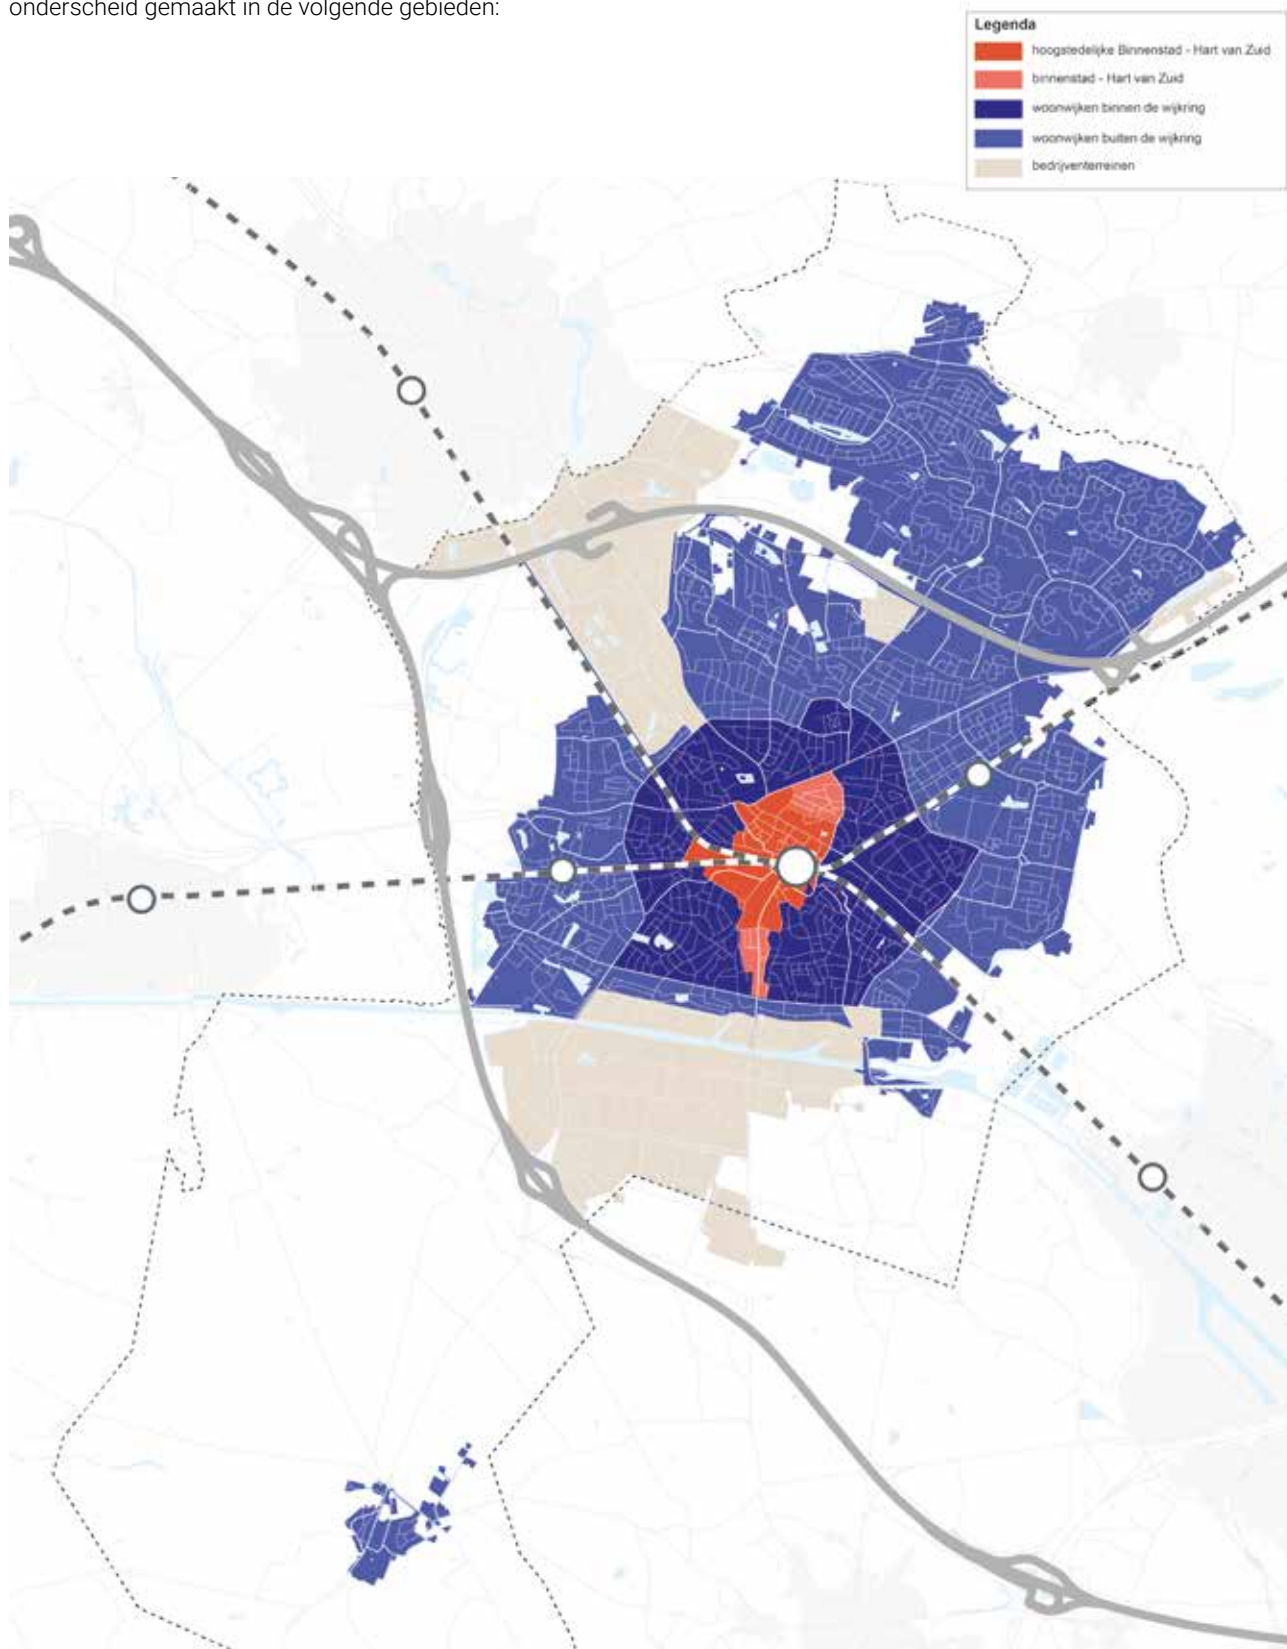 onderscheid gemaakt in de volgende gebieden:
Legenda
hoogstedelijke Binnenstad - Hart van Zuid
binnenstad - Hart van Zuid
woonwijken binnen de wijkring
woonwijken buiten de wijkring
bedrijventerreinen